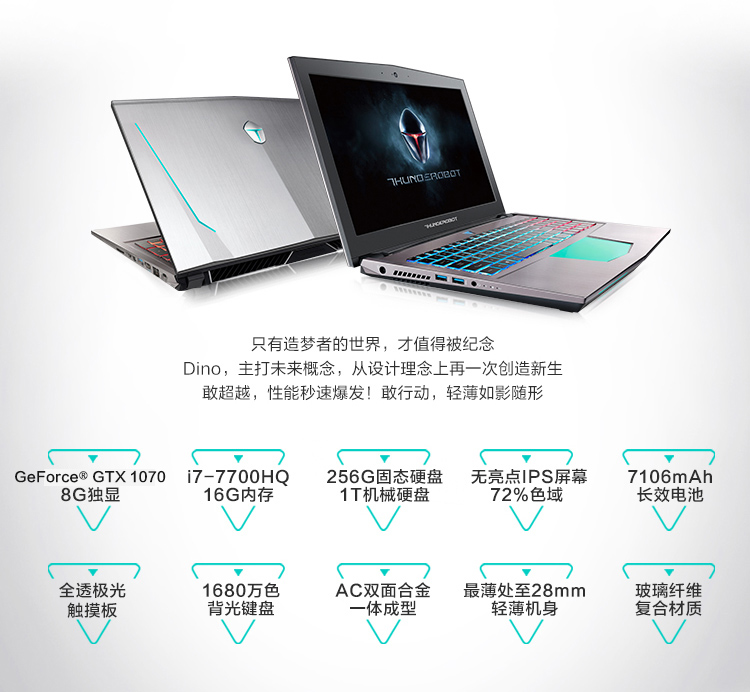 THUNDEROBOT
THUNDEROBOT
只有造梦者的世界，才值得被纪念
Dino，主打未来概念，从设计理念上再一次创造新生
敢超越，性能秒速爆发！敢行动，轻薄如影随形
GeForce® GTX 1070
8G独显
i7-7700HQ
16G内存
256G固态硬盘
1T机械硬盘
无亮点IPS屏幕
72%色域
7106mAh
长效电池
全透极光
触摸板
1680万色
背光键盘
AC双面合金
一体成型
最薄处至28mm
轻薄机身
玻璃纤维
复合材质